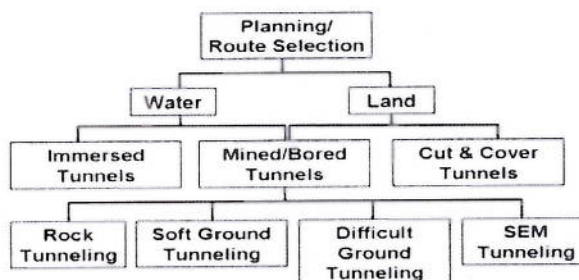 Planning/
Route Selection
Water
Land
Immersed
Tunnels
Mined/Bored
Tunnels
Cut & Cover
Tunnels
Rock
Tunneling
Soft Ground
Tunneling
Difficult
Ground
Tunneling
SEM
Tunneling